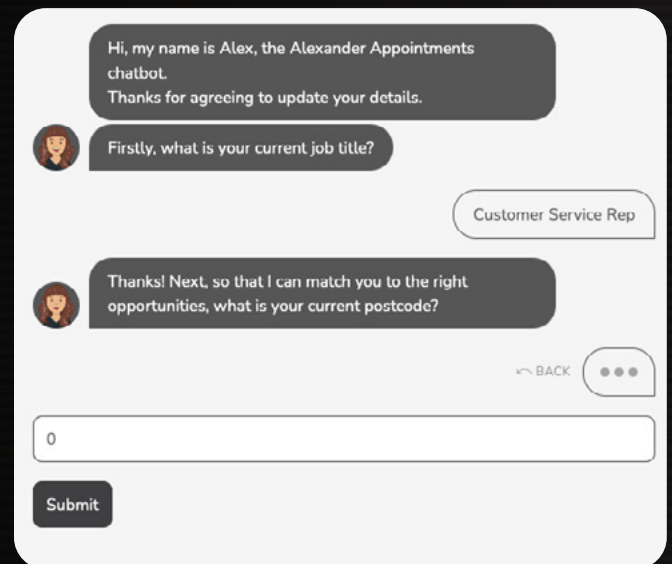 Hi, my name is Alex, the Alexander Appointments
chatbot.
Thanks for agreeing to update your details.
Firstly, what is your current job title?
Customer Service Rep
Thanks! Next, so that I can match you to the right
opportunities, what is your current postcode?
BACK
0
Submit